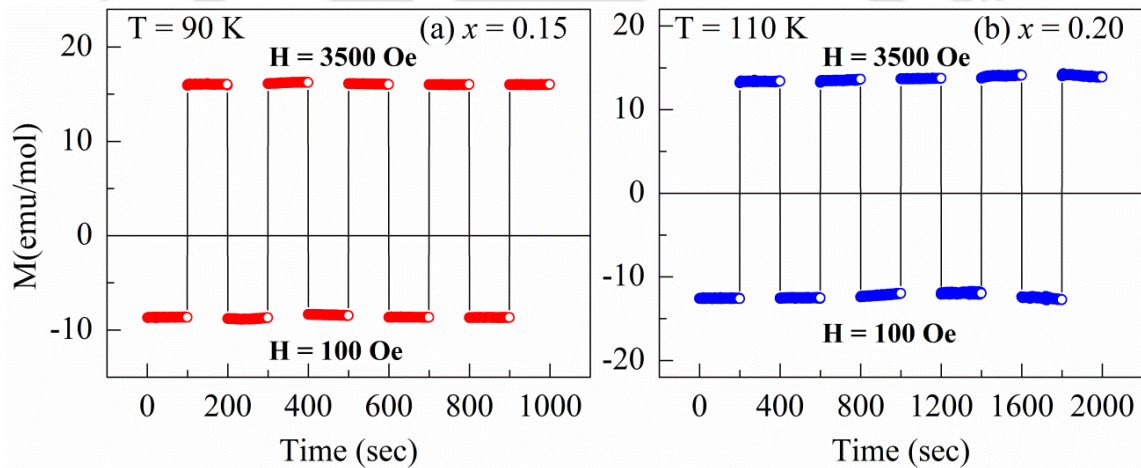 T = 90 K (a) x = 0.15
H = 3500 Oe
H = 100 Oe
20
10
0
-10
M(emu/mol)
0 200 400 600 800 1000
Time (sec)
T = 110 K (b) x = 0.20
H = 3500 Oe
H = 100 Oe
20
10
0
-10
-20
0 400 800 1200 1600 2000
Time (sec)